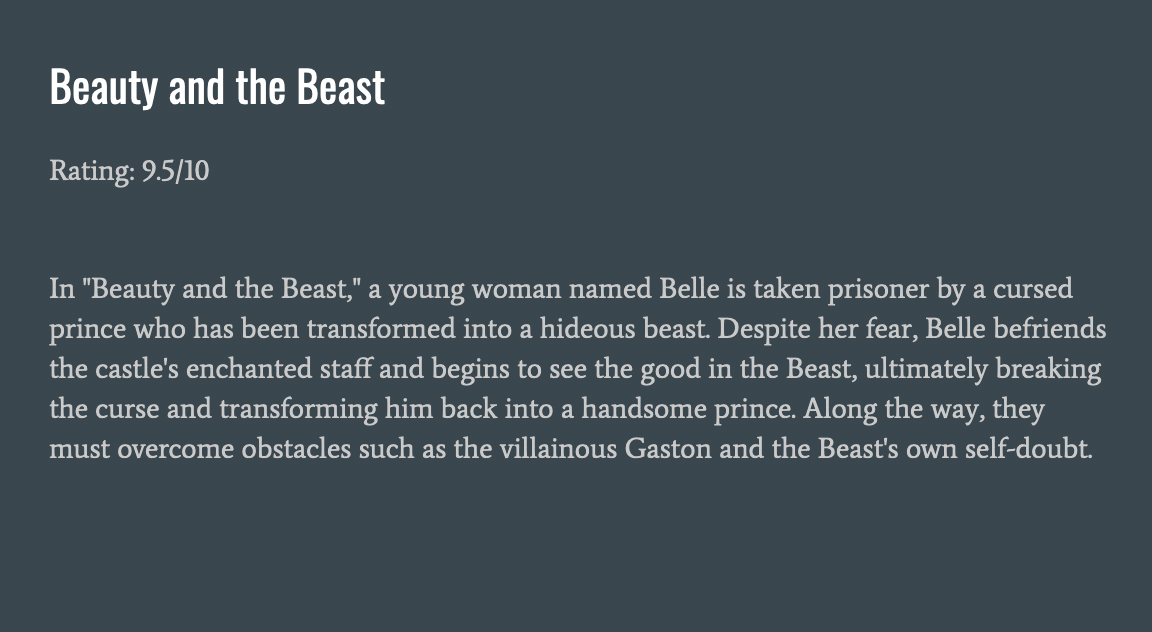 Beauty and the Beast
Rating: 9.5/10
In "Beauty and the Beast," a young woman named Belle is taken prisoner by a cursed
prince who has been transformed into a hideous beast. Despite her fear, Belle befriends
the castle's enchanted staff and begins to see the good in the Beast, ultimately breaking
the curse and transforming him back into a handsome prince. Along the way, they
must overcome obstacles such as the villainous Gaston and the Beast's own self-doubt.